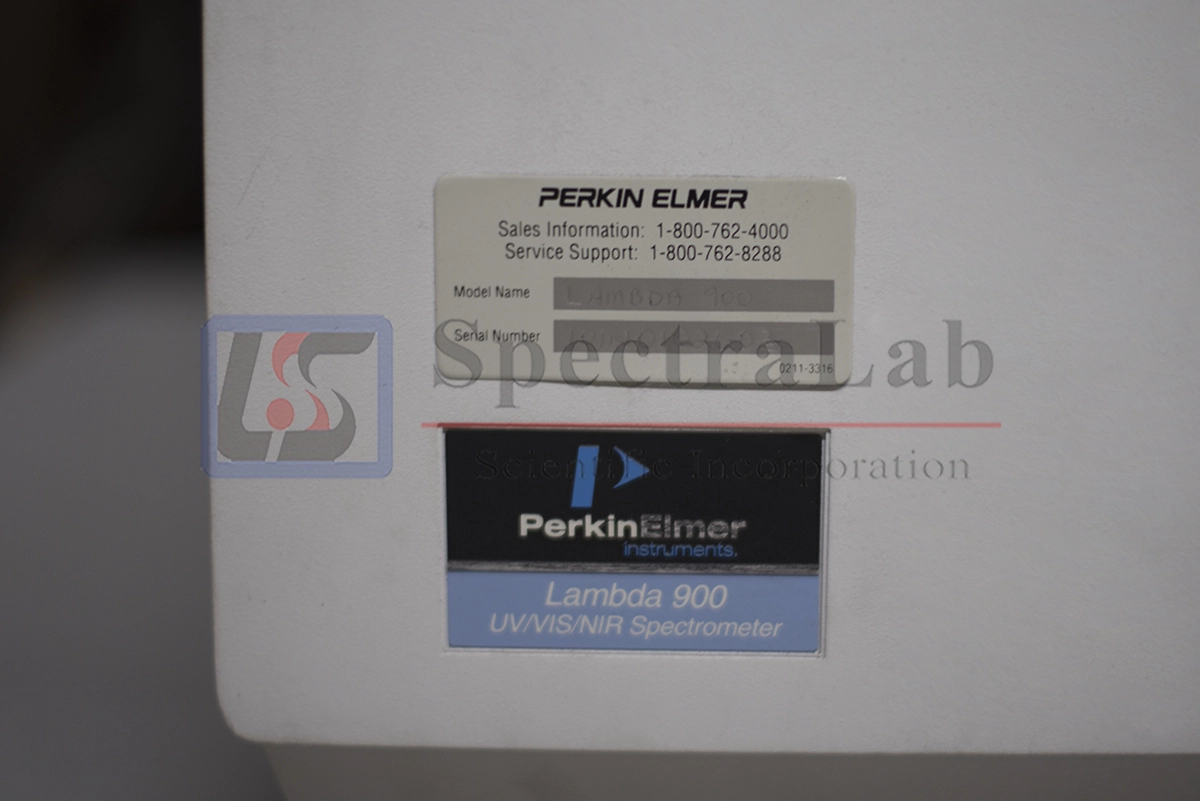 PERKIN ELMER
Sales Information: 1-800-762-4000
Service Support: 1-800-762-8288
Model Name LAMBDA 900
Serial Number
0211-3316
LS SpectraLab
Scientific Incorporation
PerkinElmer
instruments.
Lambda 900
UV/VIS/NIR Spectrometer